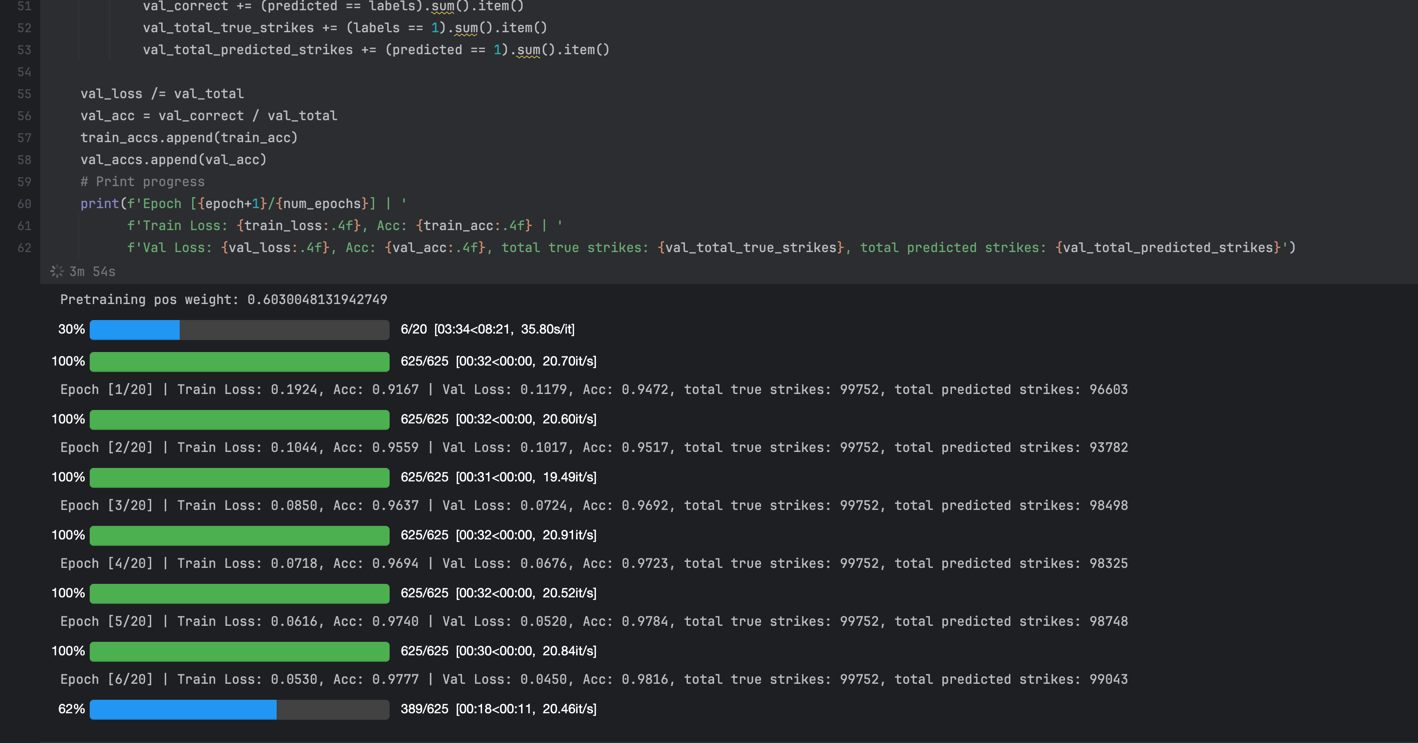 51 val_correct += (predicted == labels).sum().item()
52 val_total_true_strikes += (labels == 1).sum().item()
53 val_total_predicted_strikes += (predicted == 1).sum().item()
54
55 val_loss /= val_total
56 val_acc = val_correct / val_total
57 train_accs.append(train_acc)
58 val_accs.append(val_acc)
59 # Print progress
60 print(f'Epoch [{epoch+1}/{num_epochs}] | '
61 f'Train Loss: {train_loss:.4f}, Acc: {train_acc:.4f} | '
62 f'Val Loss: {val_loss:.4f}, Acc: {val_acc:.4f}, total true strikes: {val_total_true_strikes}, total predicted strikes: {val_total_predicted_strikes}')
3m 54s
Pretraining pos weight: 0.6030048131942749
30% 6/20 [03:34<08:21, 35.80s/it]
100% 625/625 [00:32<00:00, 20.70it/s]
Epoch [1/20] | Train Loss: 0.1924, Acc: 0.9167 | Val Loss: 0.1179, Acc: 0.9472, total true strikes: 99752, total predicted strikes: 96603
100% 625/625 [00:32<00:00, 20.60it/s]
Epoch [2/20] | Train Loss: 0.1044, Acc: 0.9559 | Val Loss: 0.1017, Acc: 0.9517, total true strikes: 99752, total predicted strikes: 93782
100% 625/625 [00:31<00:00, 19.49it/s]
Epoch [3/20] | Train Loss: 0.0850, Acc: 0.9637 | Val Loss: 0.0724, Acc: 0.9692, total true strikes: 99752, total predicted strikes: 98498
100% 625/625 [00:32<00:00, 20.91it/s]
Epoch [4/20] | Train Loss: 0.0718, Acc: 0.9694 | Val Loss: 0.0676, Acc: 0.9723, total true strikes: 99752, total predicted strikes: 98325
100% 625/625 [00:32<00:00, 20.52it/s]
Epoch [5/20] | Train Loss: 0.0616, Acc: 0.9740 | Val Loss: 0.0520, Acc: 0.9784, total true strikes: 99752, total predicted strikes: 98748
100% 625/625 [00:30<00:00, 20.84it/s]
Epoch [6/20] | Train Loss: 0.0530, Acc: 0.9777 | Val Loss: 0.0450, Acc: 0.9816, total true strikes: 99752, total predicted strikes: 99043
62% 389/625 [00:18<00:11, 20.46it/s]